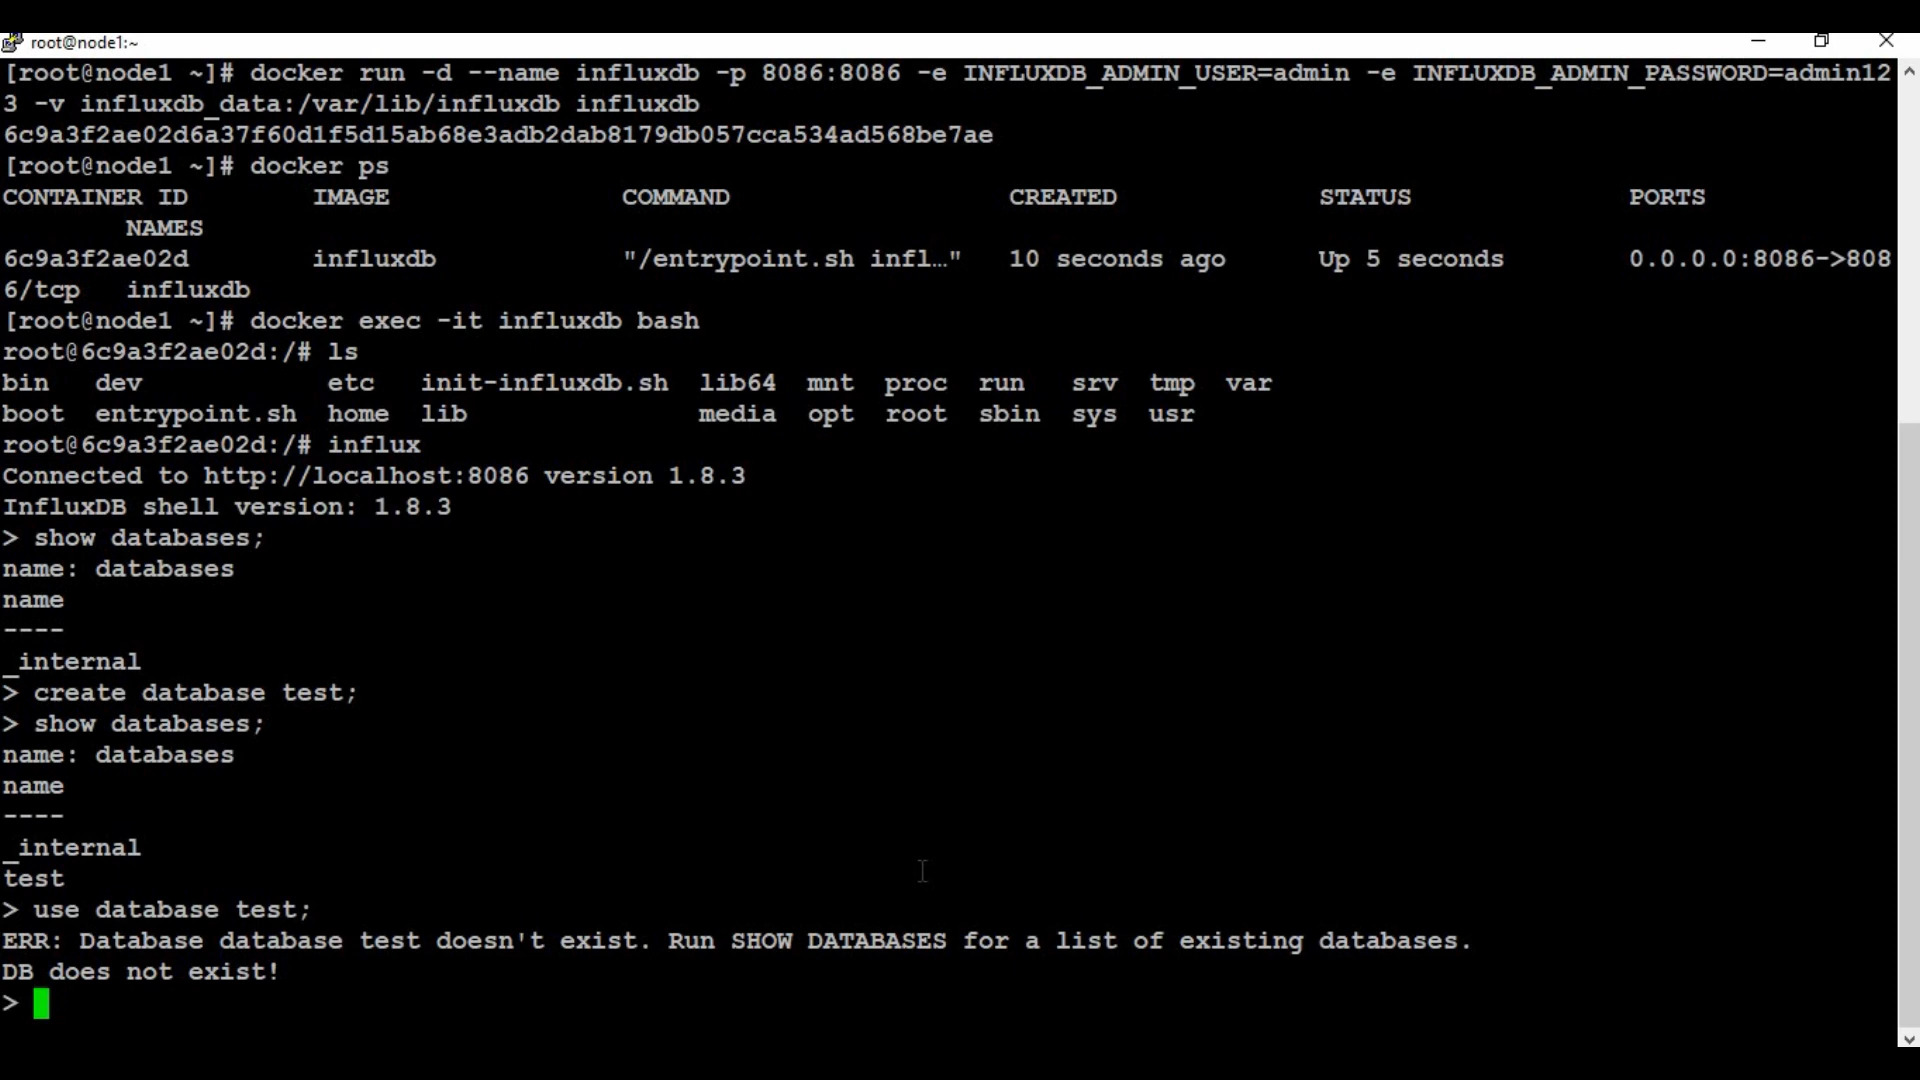 root@node1:~
[root@node1 ~]# docker run -d --name influxdb -p 8086:8086 -e INFLUXDB_ADMIN_USER=admin -e INFLUXDB_ADMIN_PASSWORD=admin12
3 -v influxdb_data:/var/lib/influxdb influxdb
6c9a3f2ae02d6a37f60d1f5d15ab68e3adb2dab8179db057cca534ad568be7ae
[root@node1 ~]# docker ps
CONTAINER ID        IMAGE               COMMAND                  CREATED             STATUS              PORTS
        NAMES
6c9a3f2ae02d        influxdb            "/entrypoint.sh infl…"   10 seconds ago      Up 5 seconds        0.0.0.0:8086->808
6/tcp   influxdb
[root@node1 ~]# docker exec -it influxdb bash
root@6c9a3f2ae02d:/# ls
bin   dev            etc   init-influxdb.sh  lib64  mnt  proc  run   srv  tmp  var
boot  entrypoint.sh  home  lib               media  opt  root  sbin  sys  usr
root@6c9a3f2ae02d:/# influx
Connected to http://localhost:8086 version 1.8.3
InfluxDB shell version: 1.8.3
> show databases;
name: databases
name
----
_internal
> create database test;
> show databases;
name: databases
name
----
_internal
test
> use database test;
ERR: Database database test doesn't exist. Run SHOW DATABASES for a list of existing databases.
DB does not exist!
>